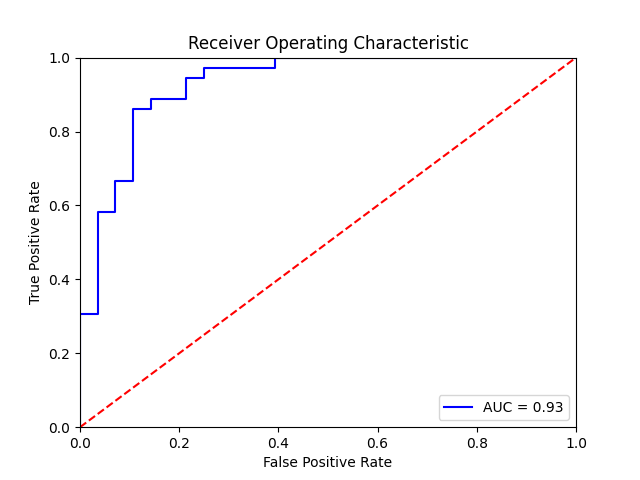 Receiver Operating Characteristic
1.0
0.8
0.6
0.4
0.2
0.0
True Positive Rate
AUC = 0.93
0.0 0.2 0.4 0.6 0.8 1.0
False Positive Rate